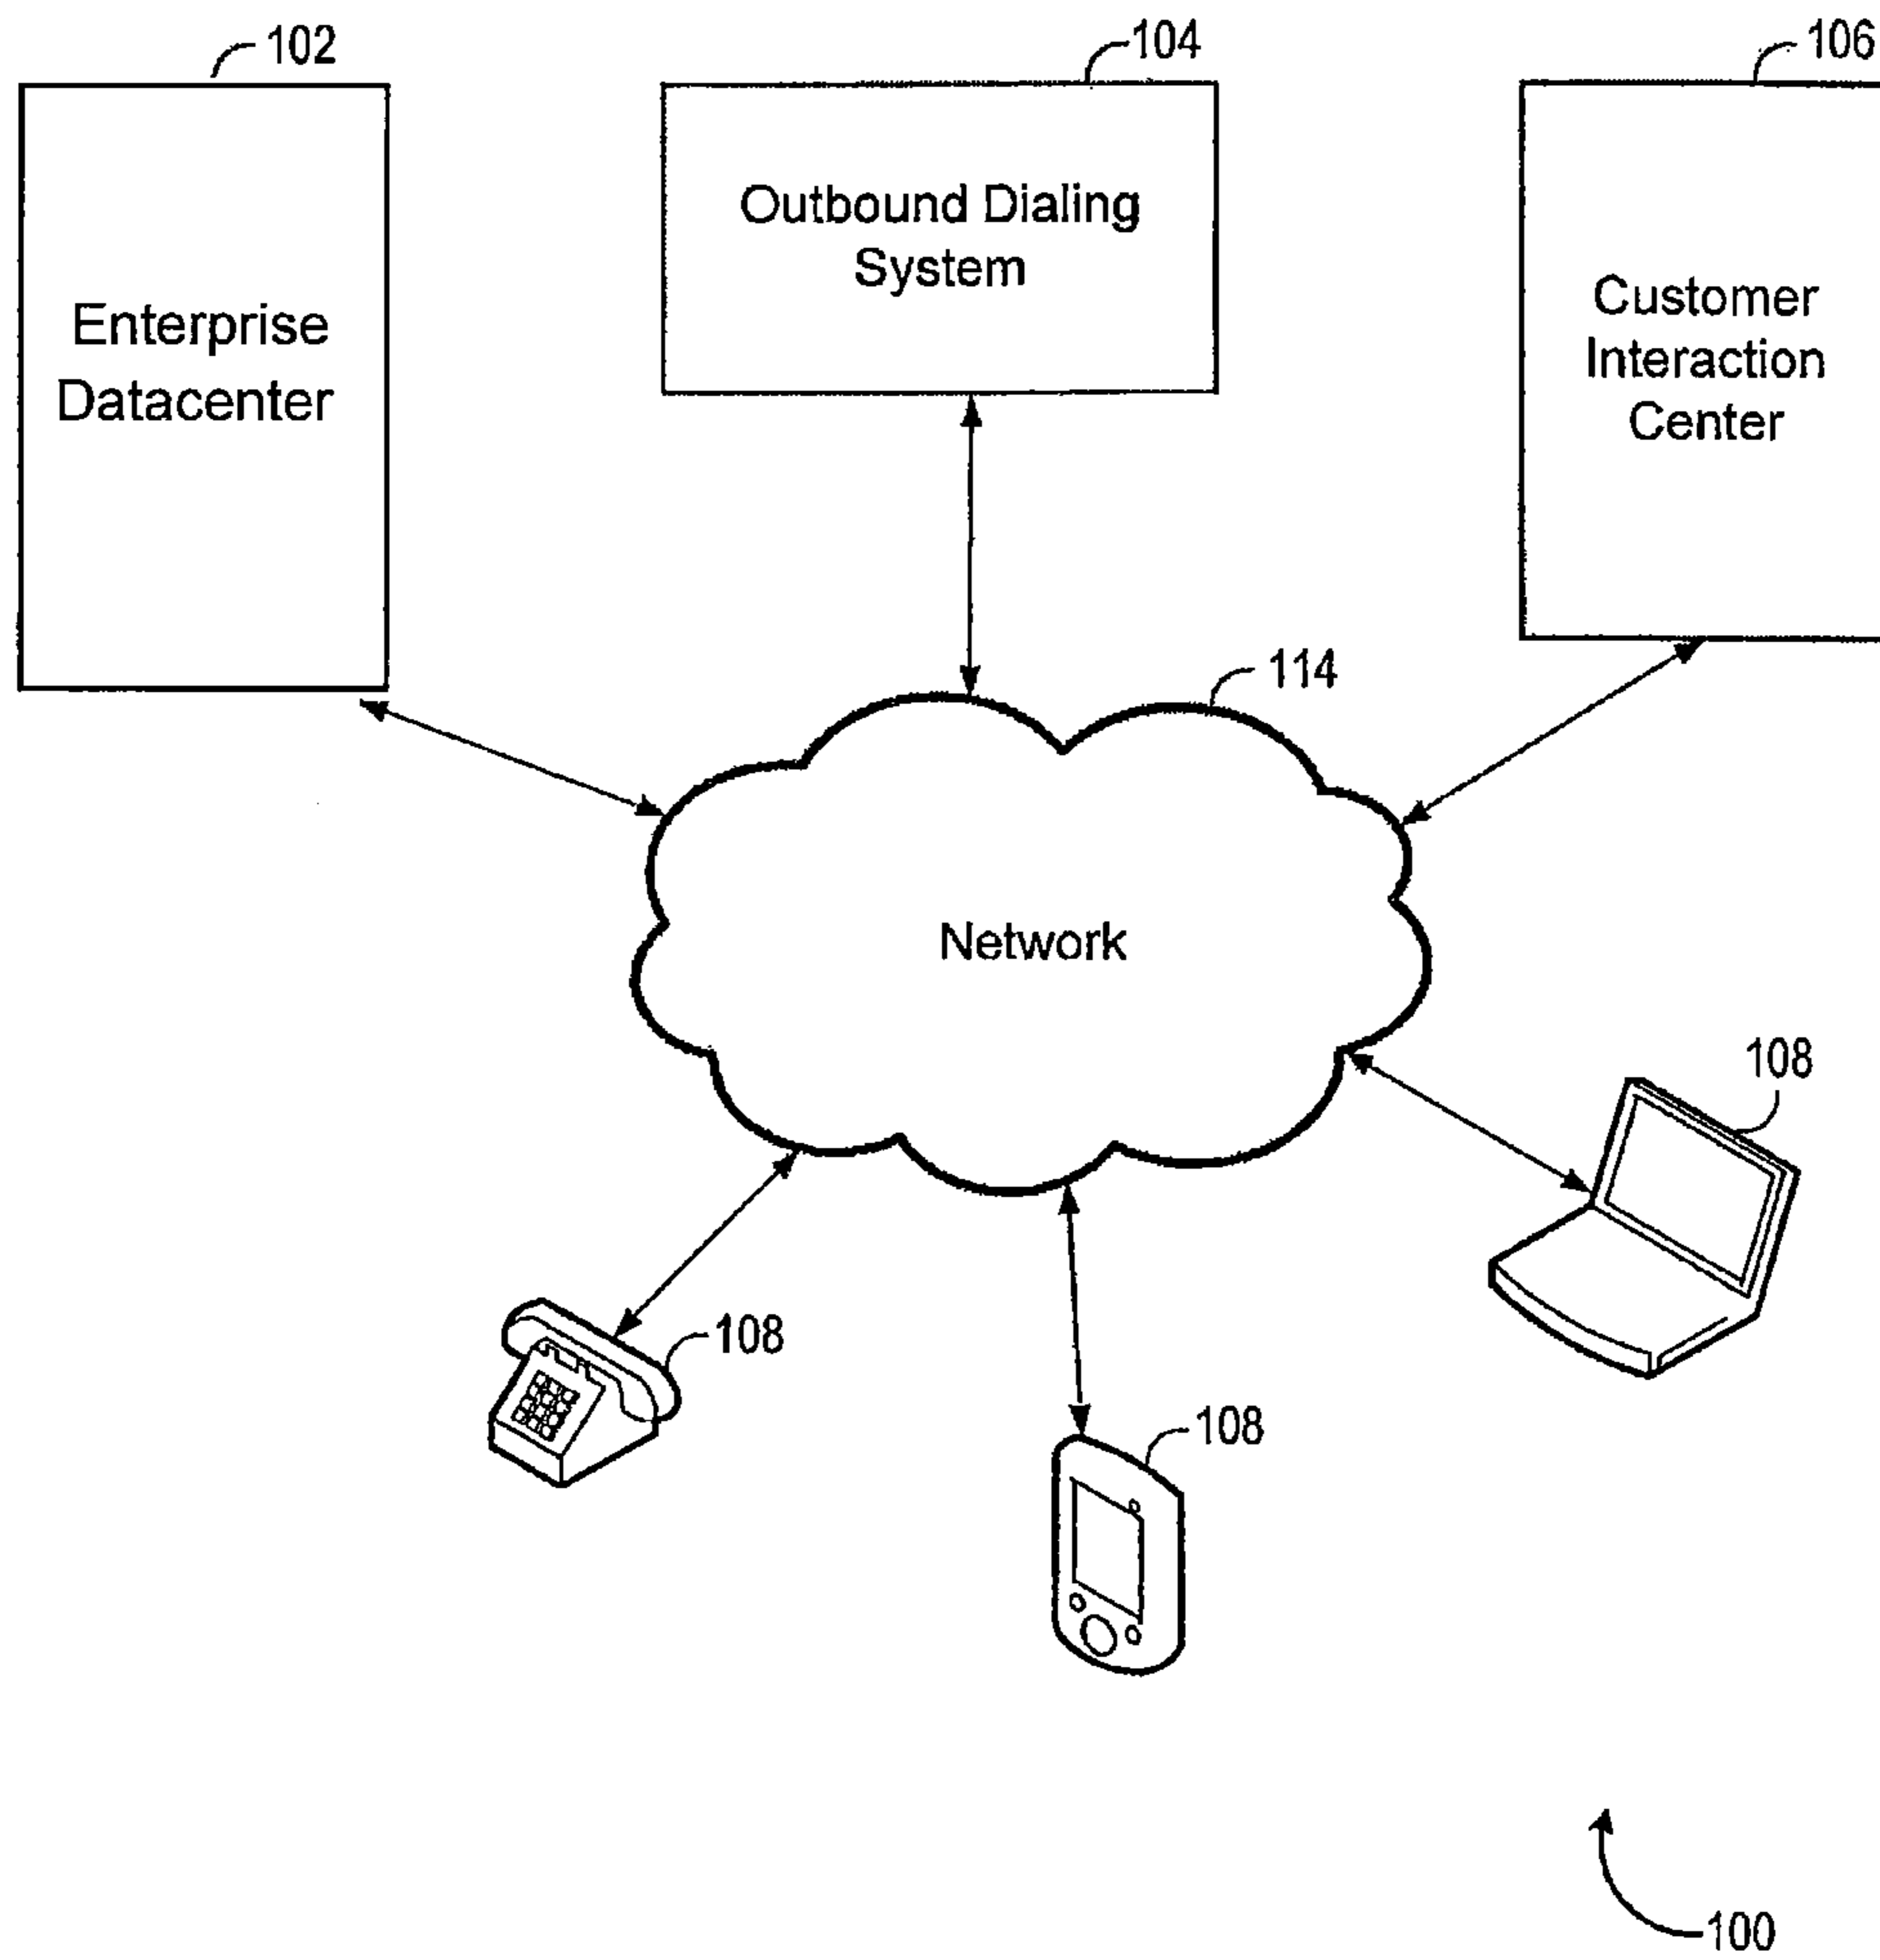 102
104
106
Enterprise
Datacenter
Outbound Dialing
System
Customer
Interaction
Center
114
Network
108
108
108
100